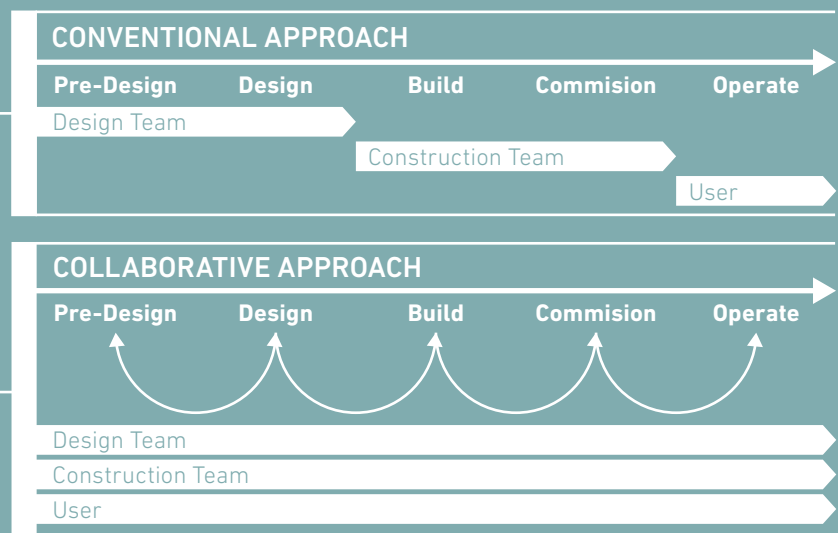 CONVENTIONAL APPROACH
Pre-Design Design Build Commision Operate
Design Team
Construction Team
User
COLLABORATIVE APPROACH
Pre-Design Design Build Commision Operate
Design Team
Construction Team
User